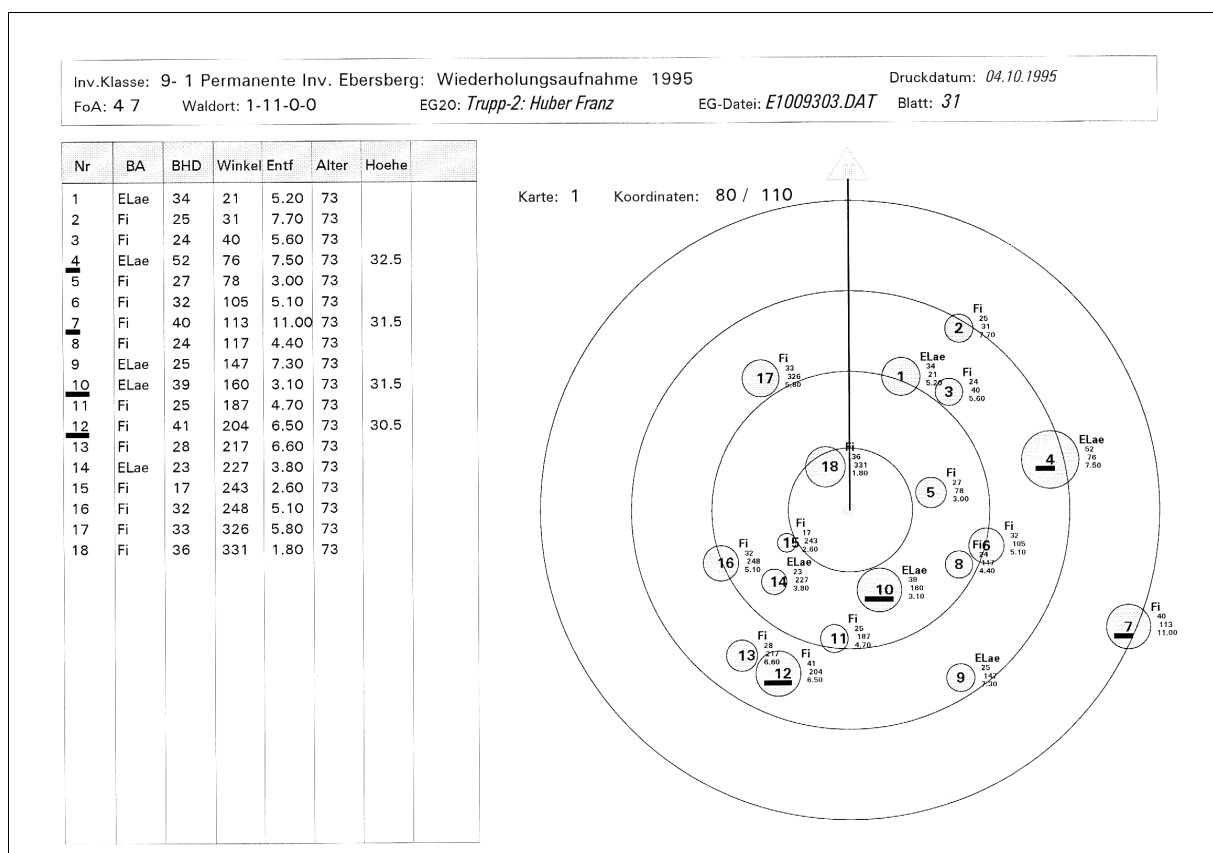 Inv.Klasse: 9- 1 Permanente Inv. Ebersberg: Wiederholungsaufnahme 1995 Druckdatum: 04.10.1995
FoA: 4 7 Waldort: 1-11-0-0 EG20: Trupp-2: Huber Franz EG-Datei: E1009303.DAT Blatt: 31
Nr BA BHD Winkel Entf Alter Hoehe
1 ELae 34 21 5.20 73
2 Fi 25 31 7.70 73
3 Fi 24 40 5.60 73
4 ELae 52 76 7.50 73 32.5
5 Fi 27 78 3.00 73
6 Fi 32 105 5.10 73
7 Fi 40 113 11.00 73 31.5
8 Fi 24 117 4.40 73
9 ELae 25 147 7.30 73
10 ELae 39 160 3.10 73 31.5
11 Fi 25 187 4.70 73
12 Fi 41 204 6.50 73 30.5
13 Fi 28 217 6.60 73
14 ELae 23 227 3.80 73
15 Fi 17 243 2.60 73
16 Fi 32 248 5.10 73
17 Fi 33 326 5.80 73
18 Fi 36 331 1.80 73
Karte: 1 Koordinaten: 80 / 110
Fi
25
2 31
7.70
Fi
33
17 326
5.80
ELae
34
1 21
5.20
Fi
24
3 40
5.60
ELae
52
4 76
7.50
Fi
36
18 331
1.80
Fi
27
5 78
3.00
Fi
17
15 243
2.60
Fi
32
6 105
5.10
Fi
32
16 248
5.10
Fi
24
8 117
4.40
ELae
23
14 227
3.80
ELae
39
10 160
3.10
Fi
40
7 113
11.00
Fi
25
11 187
4.70
Fi
28
13 217
6.60
Fi
41
12 204
6.50
ELae
25
9 147
7.30